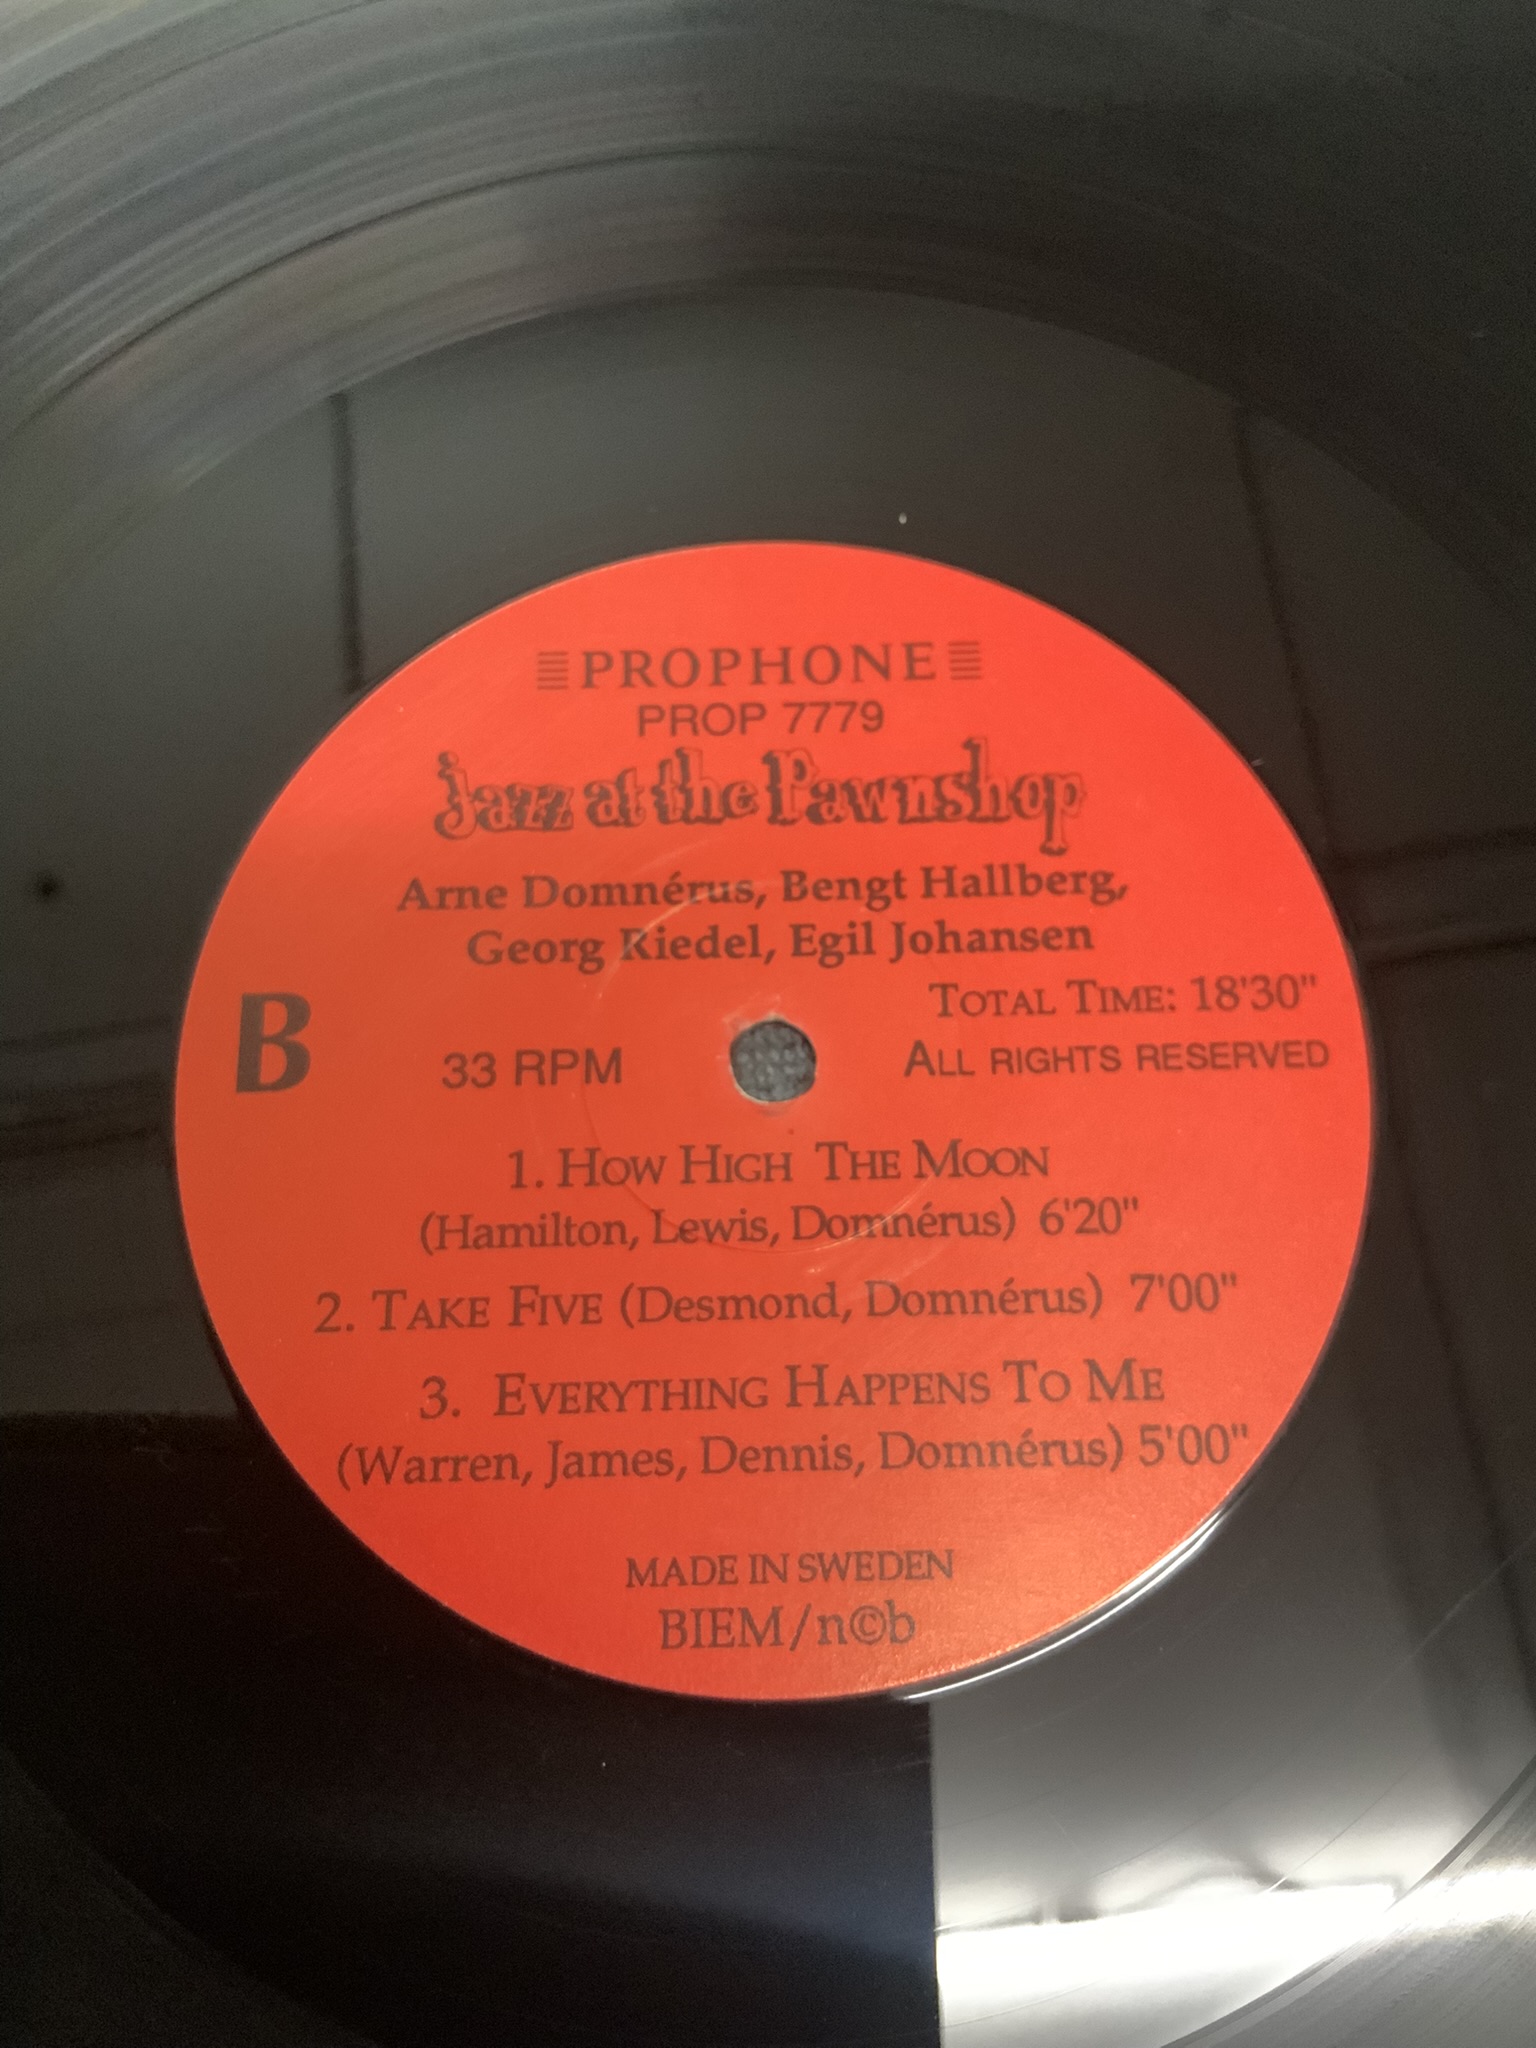 PROPHONE
PROP 7779
Jazz at the Pawnshop
Arne Domnérus, Bengt Hallberg,
Georg Riedel, Egil Johansen
TOTAL TIME: 18'30"
B 33 RPM ALL RIGHTS RESERVED
1. HOW HIGH THE MOON
(Hamilton, Lewis, Domnérus) 6'20"
2. TAKE FIVE (Desmond, Domnérus) 7'00"
3. EVERYTHING HAPPENS TO ME
(Warren, James, Dennis, Domnérus) 5'00"
MADE IN SWEDEN
BIEM/n©b